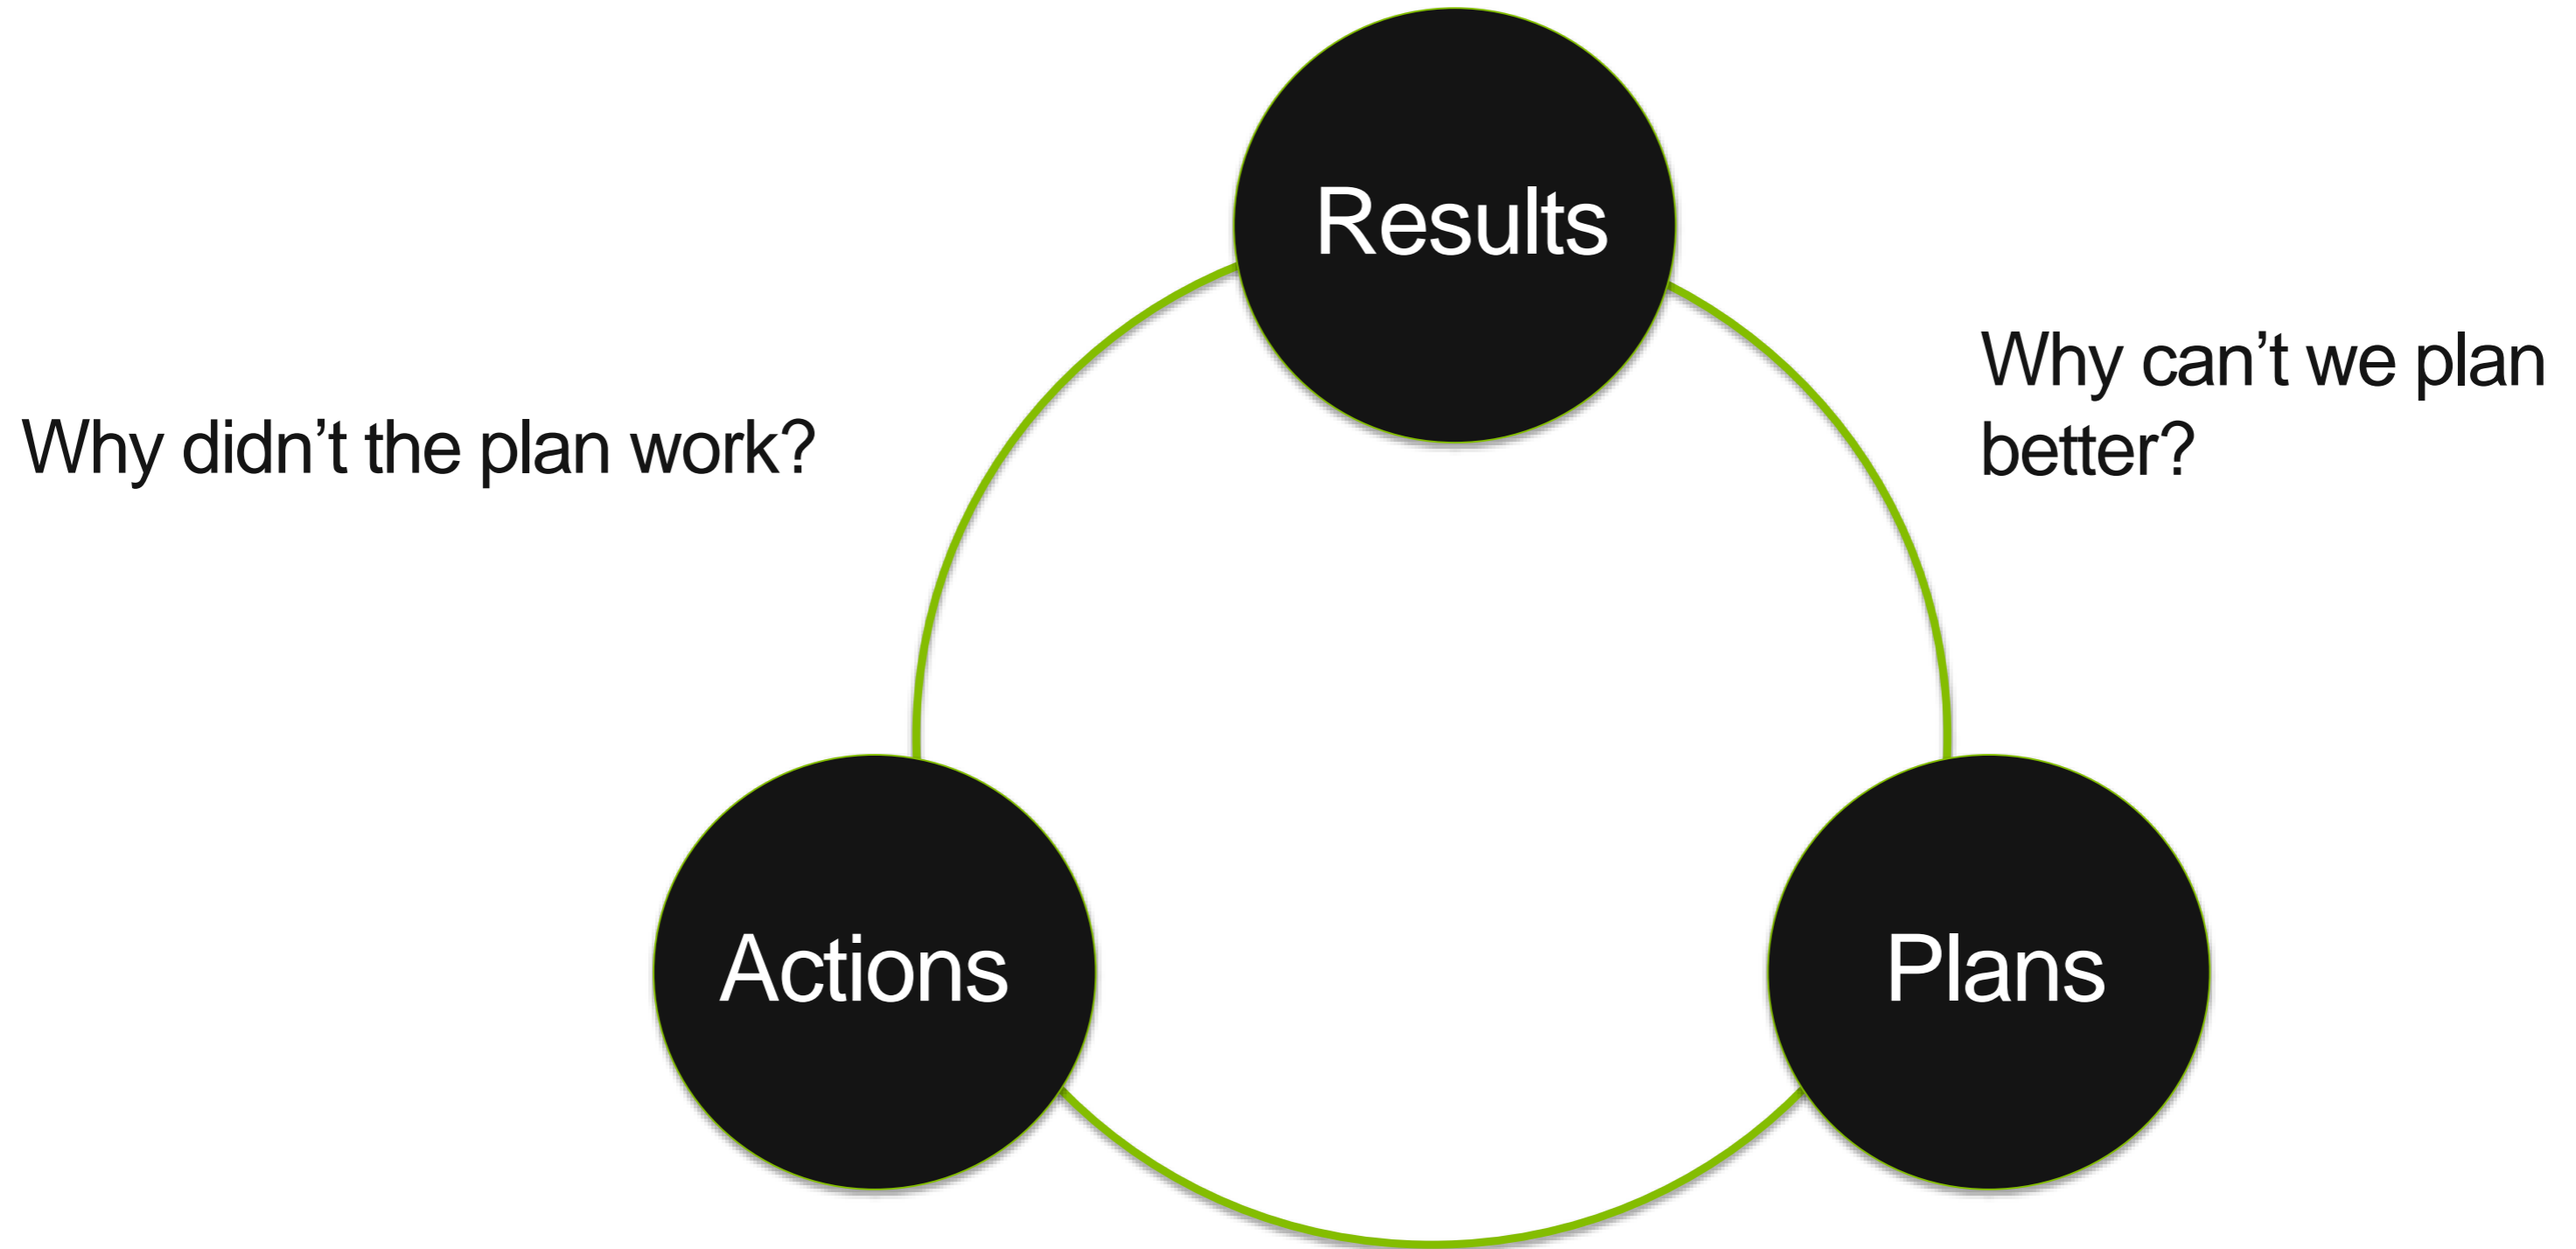 Results
Why can’t we plan
better?
Why didn’t the plan work?
Actions
Plans